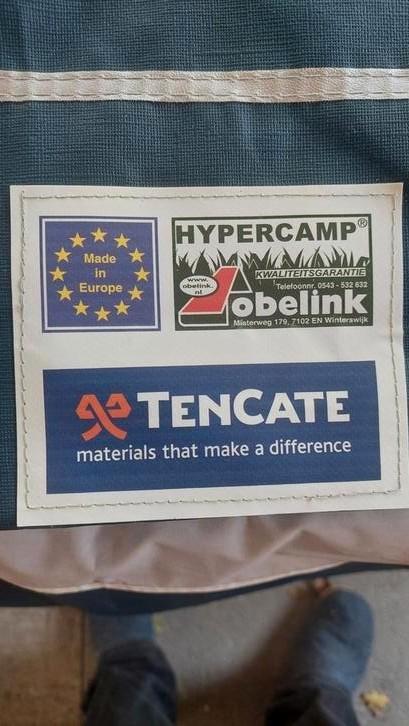 Made
in
Europe
HYPERCAMP®
KWALITEITSGARANTIE
www.
obelink.
nl
Telefoonnr. 0543 - 532 632
obelink
Misterweg 179, 7102 EN Winterswijk
TENCATE
materials that make a difference